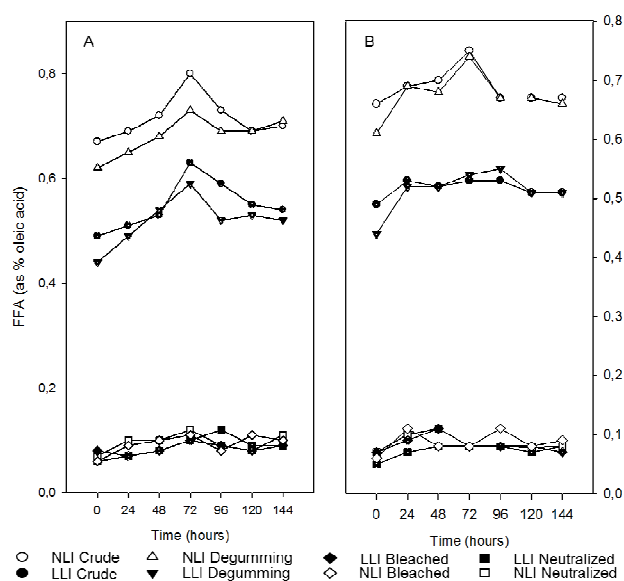 A
B
FFA (as % oleic acid)
0,8
0,6
0,4
0,2
0,0
0,8
0,7
0,6
0,5
0,4
0,3
0,2
0,1
0,0
0 24 48 72 96 120 144
0 24 48 72 96 120 144
Time (hours)
Time (hours)
NLI Crude NLI Degumming LLI Bleached LLI Neutralized
LLI Crude LLI Degumming NLI Bleached NLI Neutralized